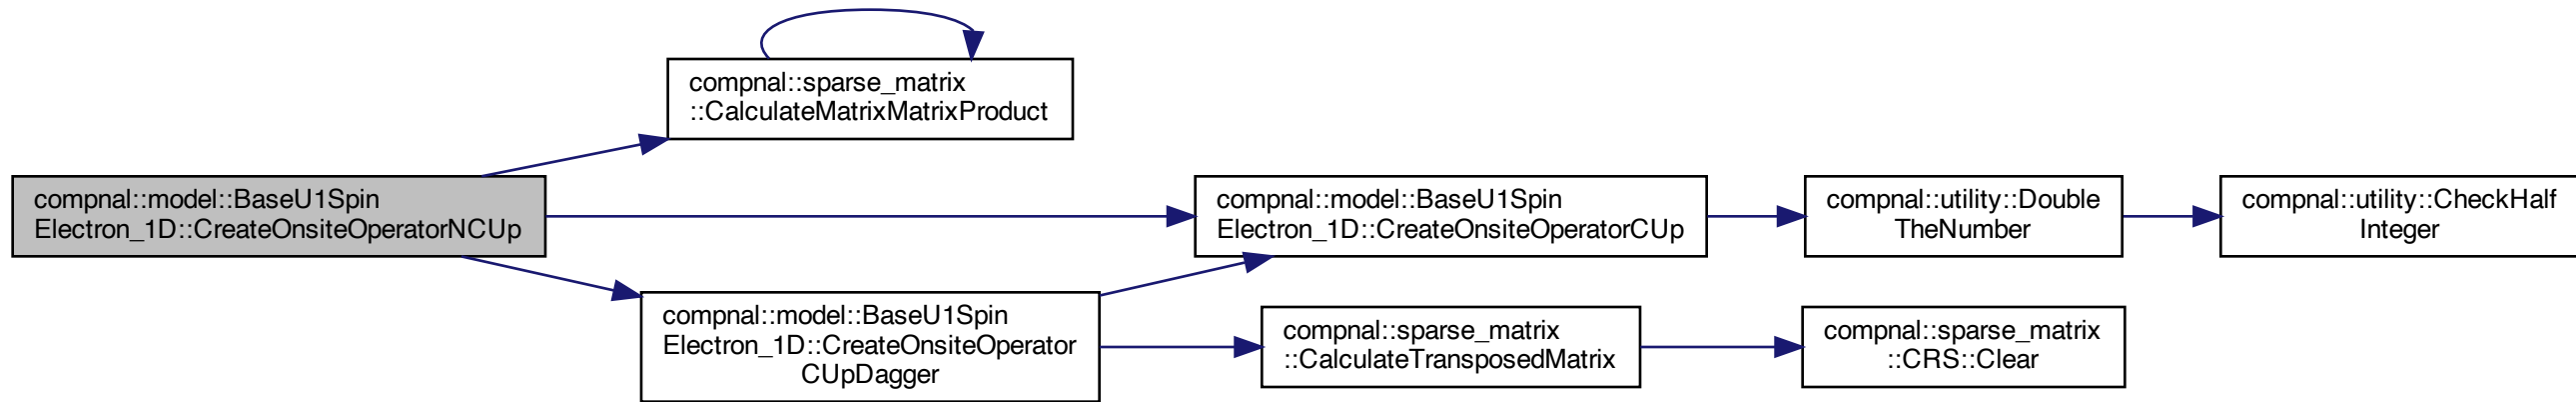 compnal::sparse_matrix
::CalculateMatrixMatrixProduct
compnal::model::BaseU1Spin
Electron_1D::CreateOnsiteOperatorNCUp
compnal::model::BaseU1Spin
Electron_1D::CreateOnsiteOperatorCUp
compnal::utility::Double
TheNumber
compnal::utility::CheckHalf
Integer
compnal::model::BaseU1Spin
Electron_1D::CreateOnsiteOperator
CUpDagger
compnal::sparse_matrix
::CalculateTransposedMatrix
compnal::sparse_matrix
::CRS::Clear